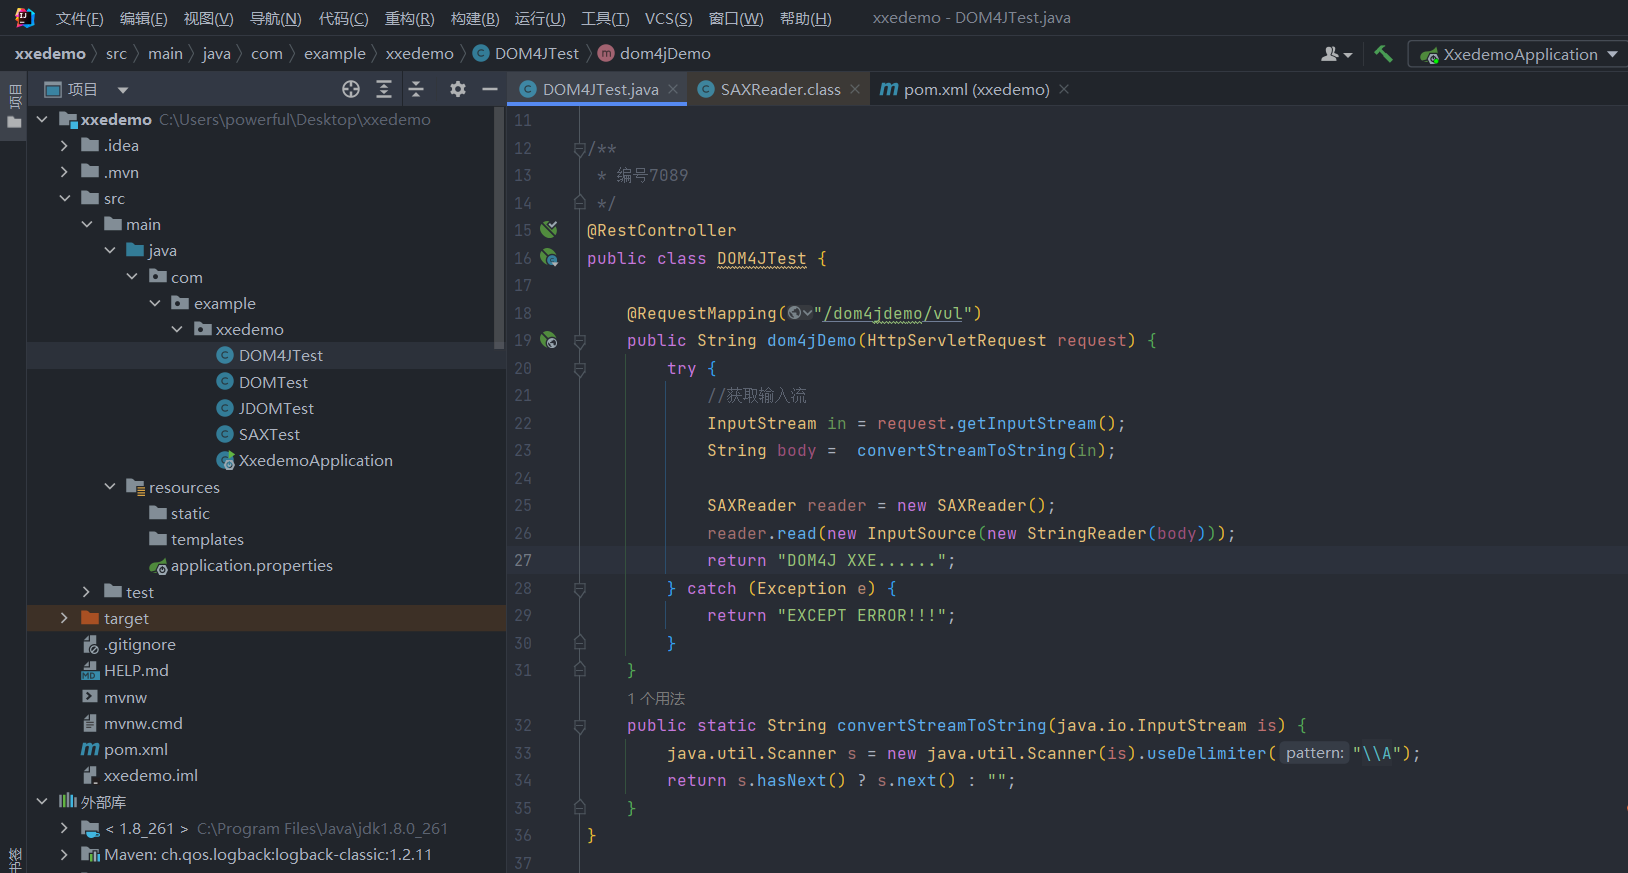 文件(F) 编辑(E) 视图(V) 导航(N) 代码(C) 重构(R) 构建(B) 运行(U) 工具(T) VCS(S) 窗口(W) 帮助(H) xxedemo - DOM4JTest.java
xxedemo src main java com example xxedemo DOM4JTest dom4jDemo XxedemoApplication
项目
项目
DOM4JTest.java SAXReader.class pom.xml (xxedemo)
xxedemo C:\Users\powerful\Desktop\xxedemo
.idea
.mvn
src
main
java
com
example
xxedemo
DOM4JTest
DOMTest
JDOMTest
SAXTest
XxedemoApplication
resources
static
templates
application.properties
test
target
.gitignore
HELP.md
mvnw
mvnw.cmd
pom.xml
xxedemo.iml
外部库
< 1.8_261 > C:\Program Files\Java\jdk1.8.0_261
Maven: ch.qos.logback:logback-classic:1.2.11
书签
11
12 /**
13 * 编号7089
14 */
15 @RestController
16 public class DOM4JTest {
17
18 @RequestMapping("/dom4jdemo/vul")
19 public String dom4jDemo(HttpServletRequest request) {
20 try {
21 //获取输入流
22 InputStream in = request.getInputStream();
23 String body =  convertStreamToString(in);
24
25 SAXReader reader = new SAXReader();
26 reader.read(new InputSource(new StringReader(body)));
27 return "DOM4J XXE......";
28 } catch (Exception e) {
29 return "EXCEPT ERROR!!!";
30 }
31 }
1 个用法
32 public static String convertStreamToString(java.io.InputStream is) {
33 java.util.Scanner s = new java.util.Scanner(is).useDelimiter( pattern: "\\A");
34 return s.hasNext() ? s.next() : "";
35 }
36 }
37